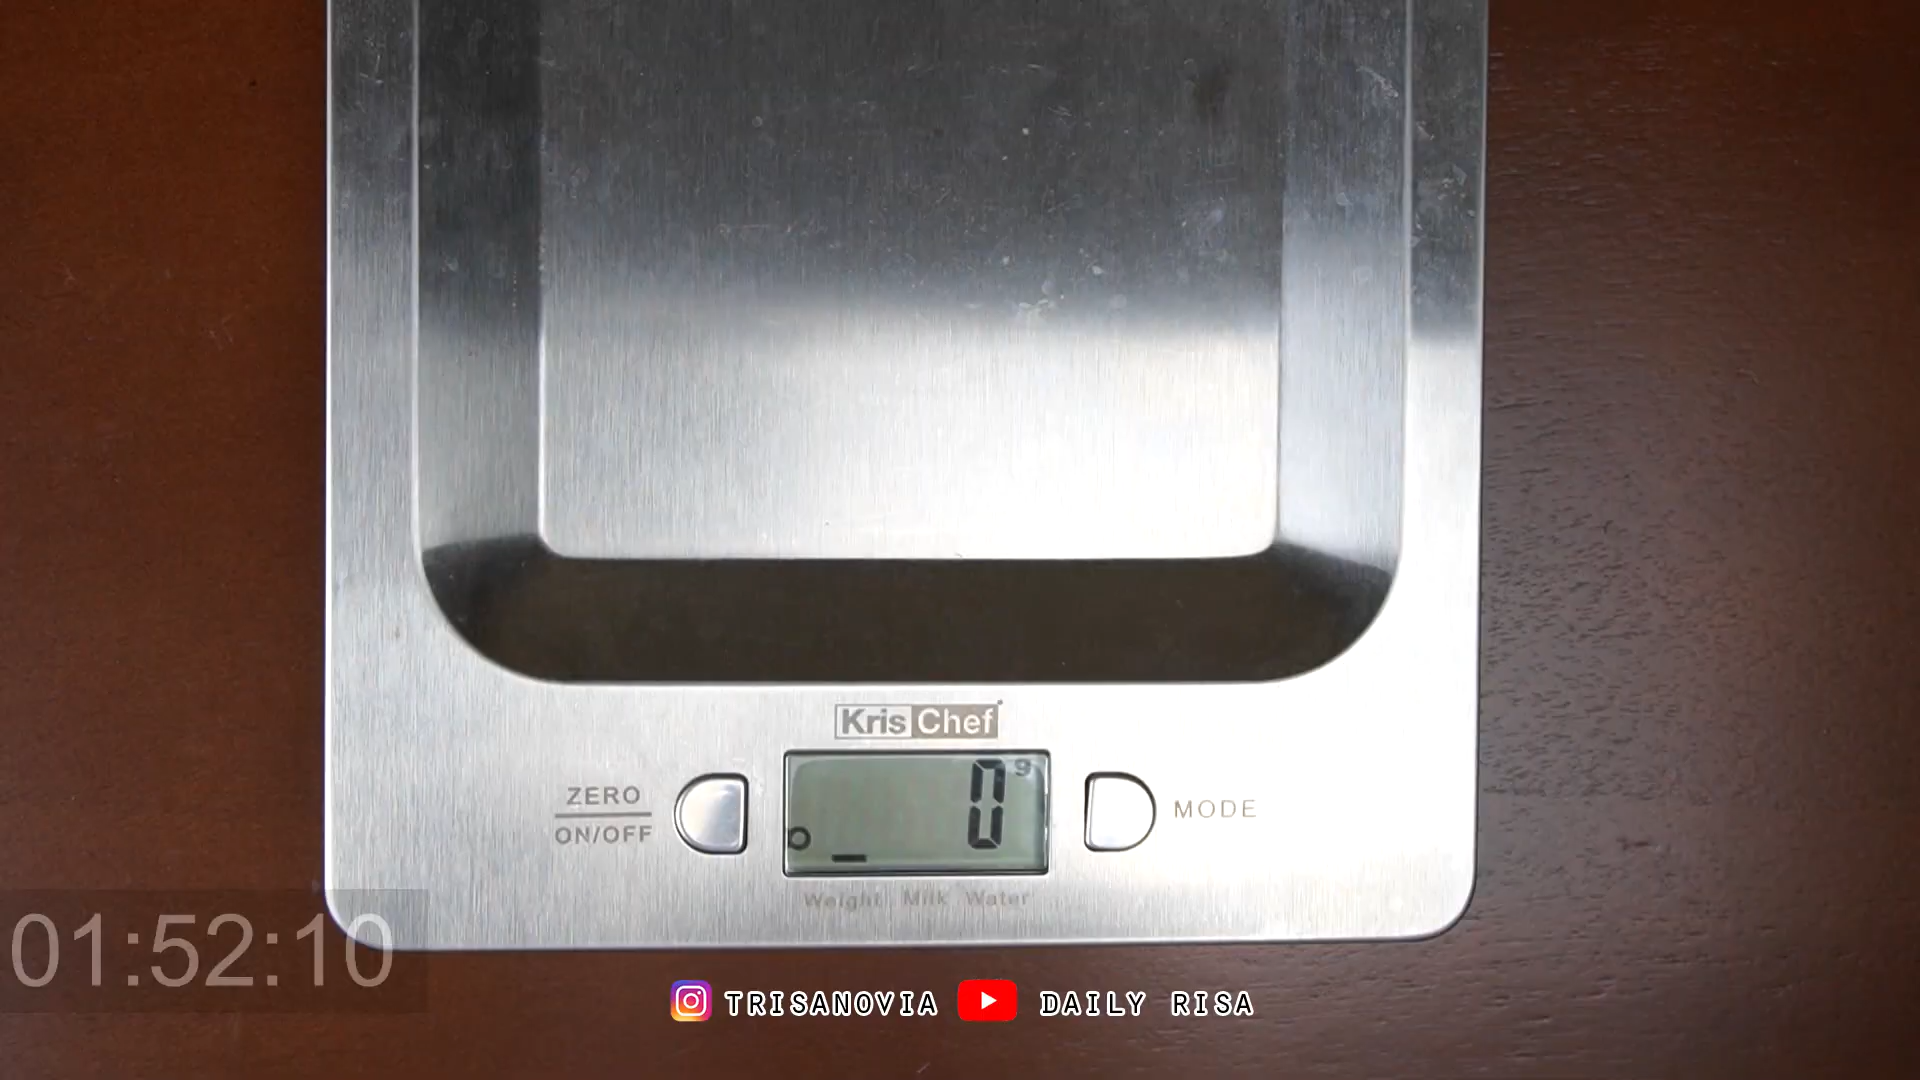 Kris Chef
ZERO
ON/OFF
0 g
MODE
Weight Milk Water
01:52:10
TRISANOVIA DAILY RISA